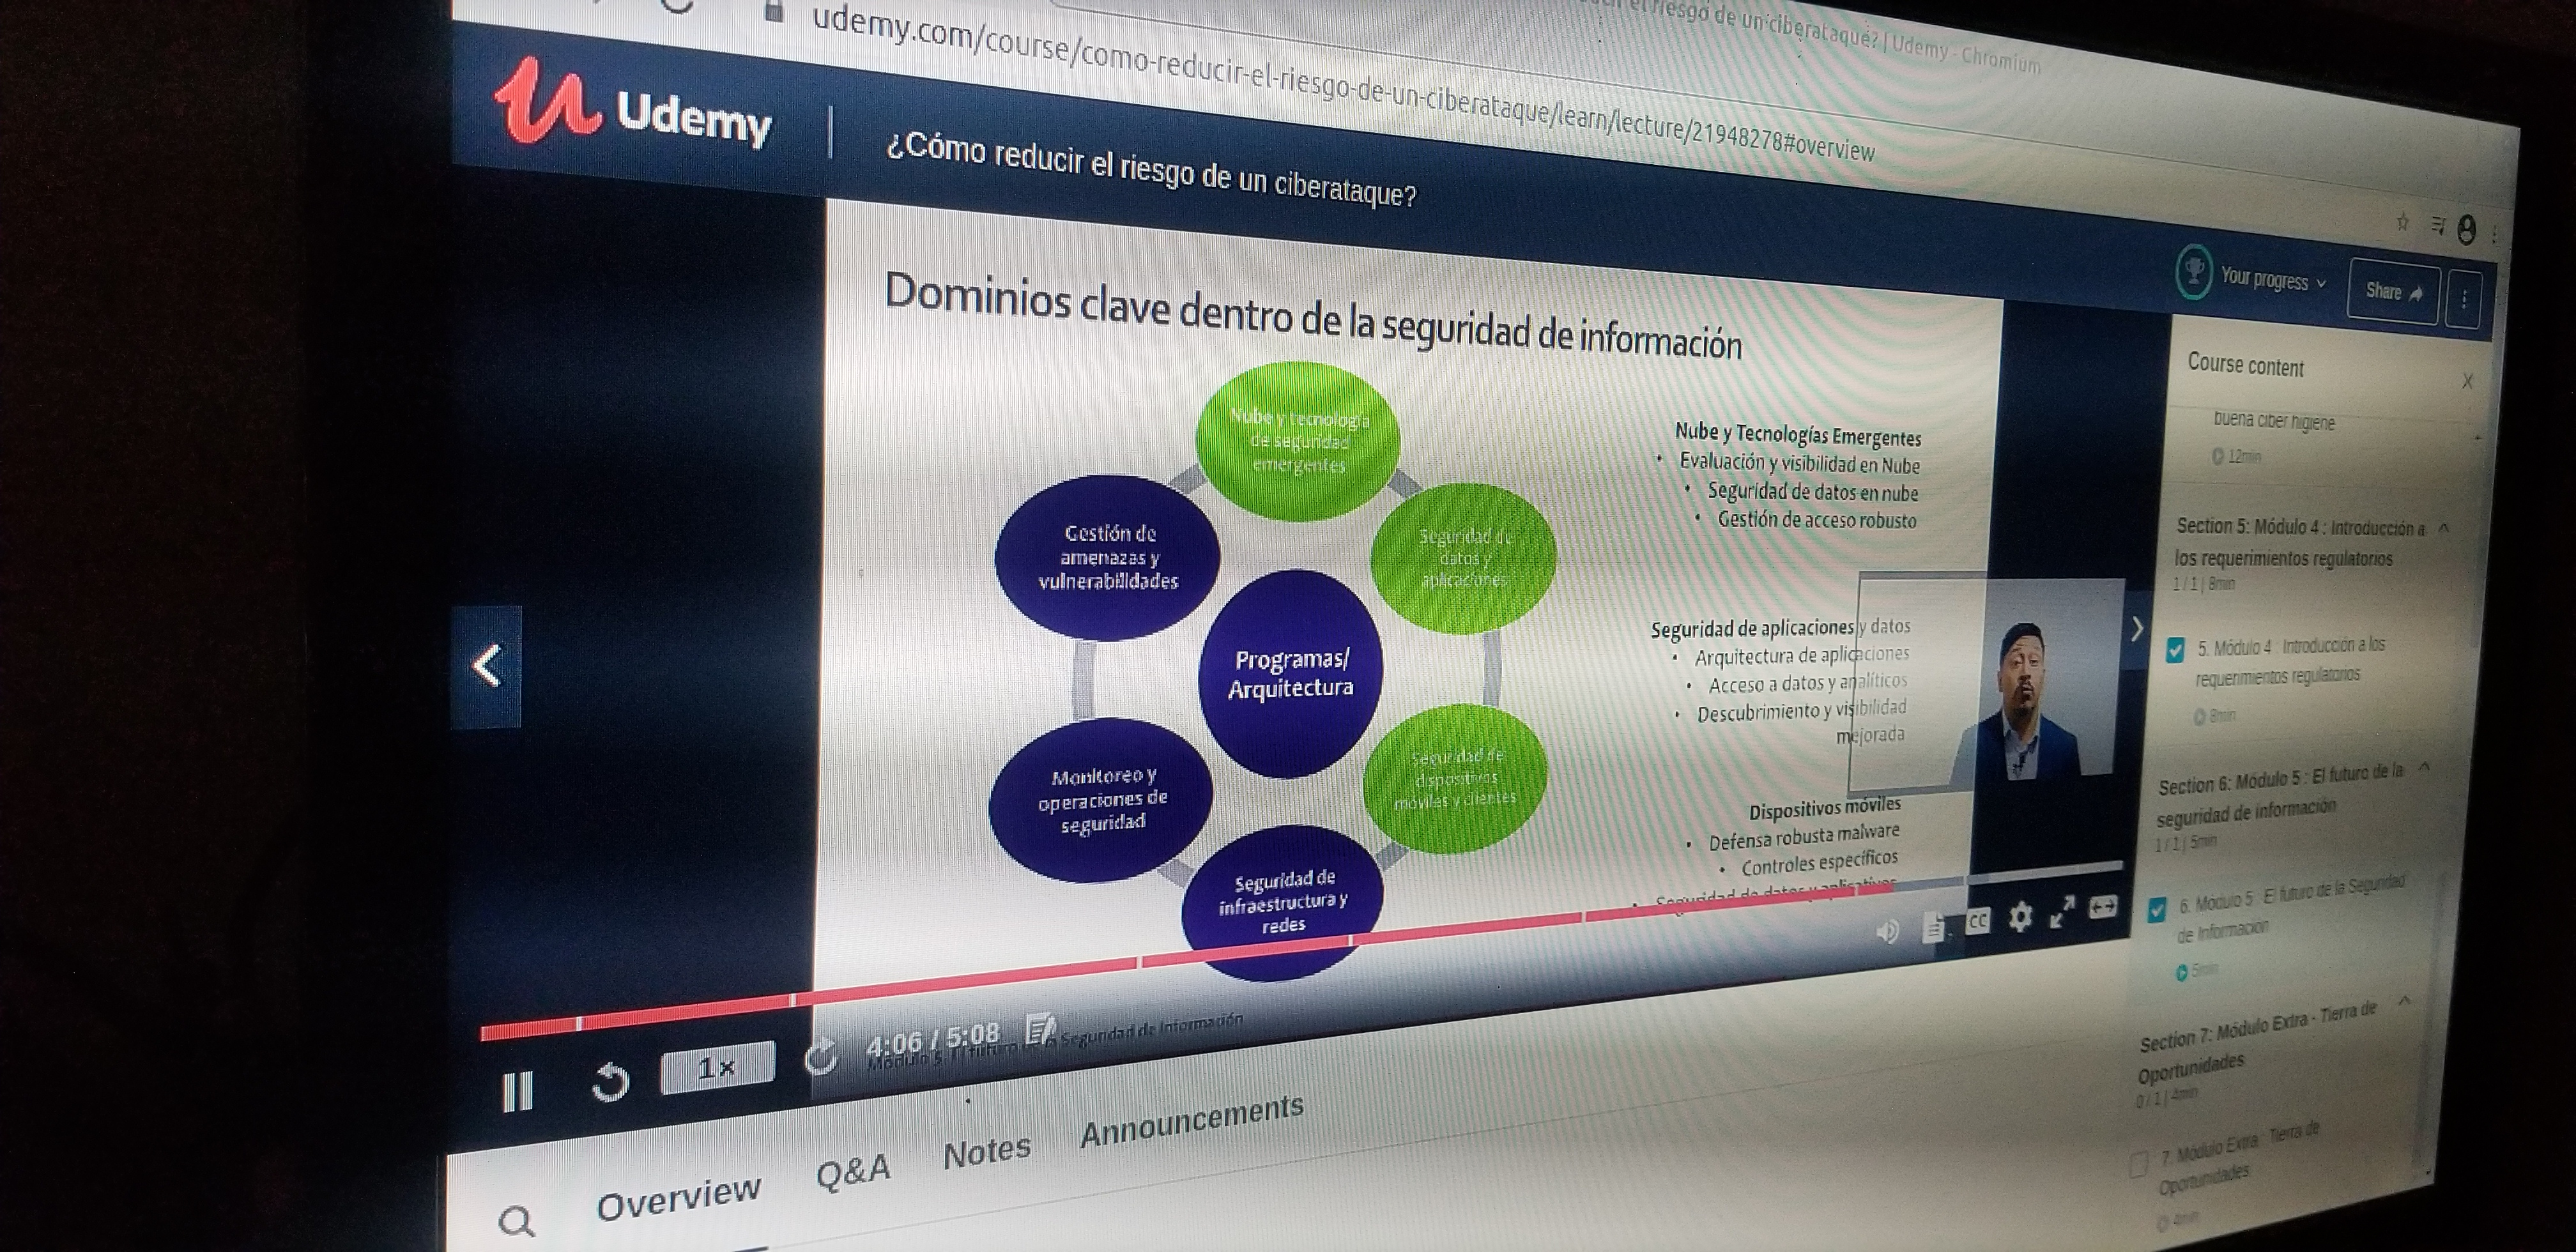 el riesgo de un ciberataque? | Udemy - Chromium
udemy.com/course/como-reducir-el-riesgo-de-un-ciberataque/learn/lecture/21948278#overview
Udemy
¿Cómo reducir el riesgo de un ciberataque?
Your progress
Share
Dominios clave dentro de la seguridad de información
Nube y tecnología
de seguridad
emergentes
Gestión de
amenazas y
vulnerabilidades
Seguridad de
datos y
aplicaciones
Programas/
Arquitectura
Monitoreo y
operaciones de
seguridad
Seguridad de
dispositivos
móviles y clientes
Seguridad de
infraestructura y
redes
Nube y Tecnologías Emergentes
• Evaluación y visibilidad en Nube
• Seguridad de datos en nube
• Gestión de acceso robusto
Seguridad de aplicaciones y datos
• Arquitectura de aplicaciones
• Acceso a datos y analíticos
• Descubrimiento y visibilidad
mejorada
Dispositivos móviles
• Defensa robusta malware
• Controles específicos
• Seguridad de datos y aplicativos
CC
1x
4:06 / 5:08
Módulo 5: El futuro de la Seguridad de Información
Overview
Q&A
Notes
Announcements
Course content
buena ciber higiene
12min
Section 5: Módulo 4 : Introducción a
los requerimientos regulatorios
1 / 1 | 8min
5. Módulo 4 : Introducción a los
requerimientos regulatorios
8min
Section 6: Módulo 5 : El futuro de la
seguridad de información
1 / 1 | 5min
6. Módulo 5 : El futuro de la Seguridad
de Información
5min
Section 7: Módulo Extra - Tierra de
Oportunidades
0 / 1 | 4min
7. Módulo Extra : Tierra de
Oportunidades
4min